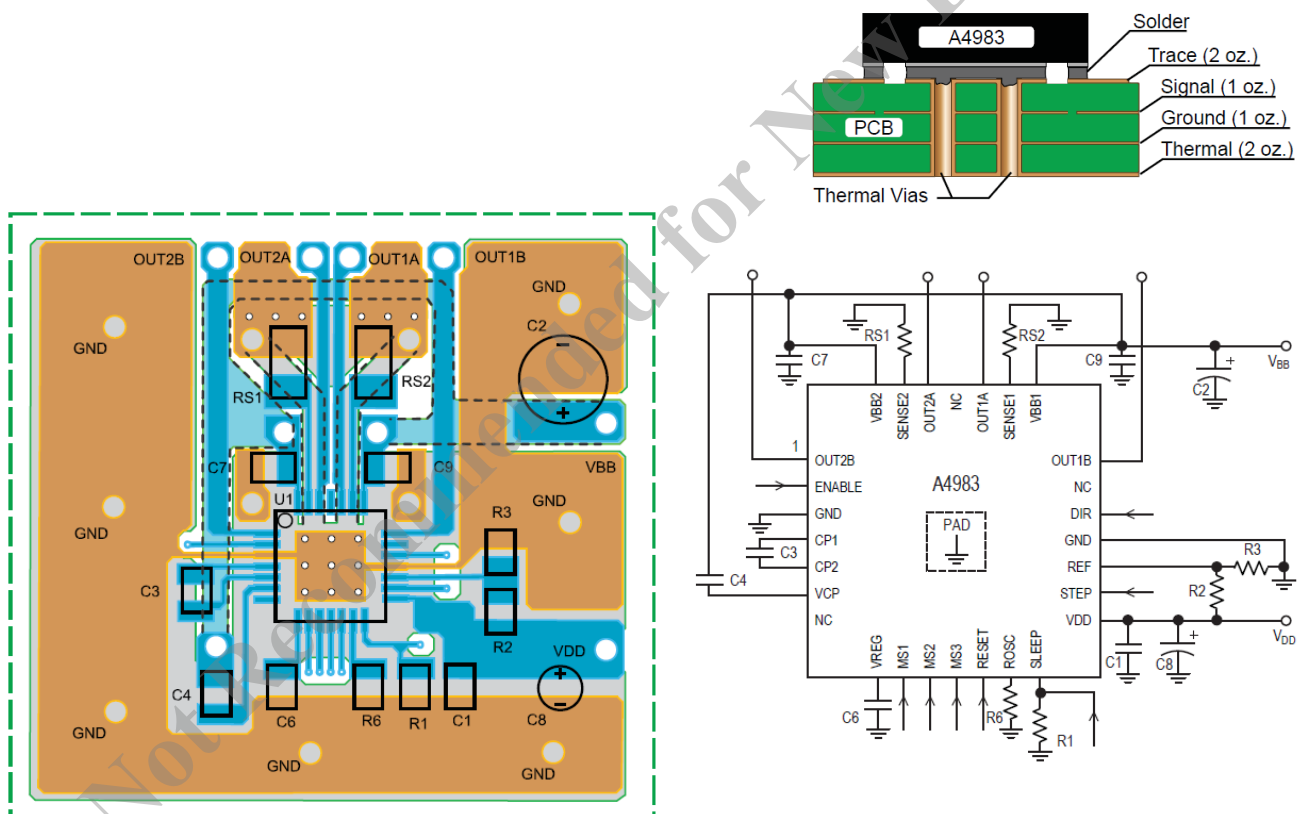 Not Recommended for New
A4983
Solder
Trace (2 oz.)
Signal (1 oz.)
PCB
Ground (1 oz.)
Thermal (2 oz.)
Thermal Vias
OUT2B
OUT2A
OUT1A
OUT1B
GND
C2
GND
RS1
RS2
C7
C9
VBB
U1
GND
GND
R3
C3
R2
VDD
C4
C6
R6
R1
C1
C8
GND
GND
GND
RS1
RS2
C7
C9
VBB
C2
VBB2
SENSE2
OUT2A
NC
OUT1A
SENSE1
VBB1
1
OUT2B
ENABLE
GND
CP1
CP2
VCP
NC
A4983
PAD
OUT1B
NC
DIR
GND
REF
STEP
VDD
C3
C4
R3
R2
VDD
C1
C8
VREG
MS1
MS2
MS3
RESET
ROSC
SLEEP
C6
R6
R1